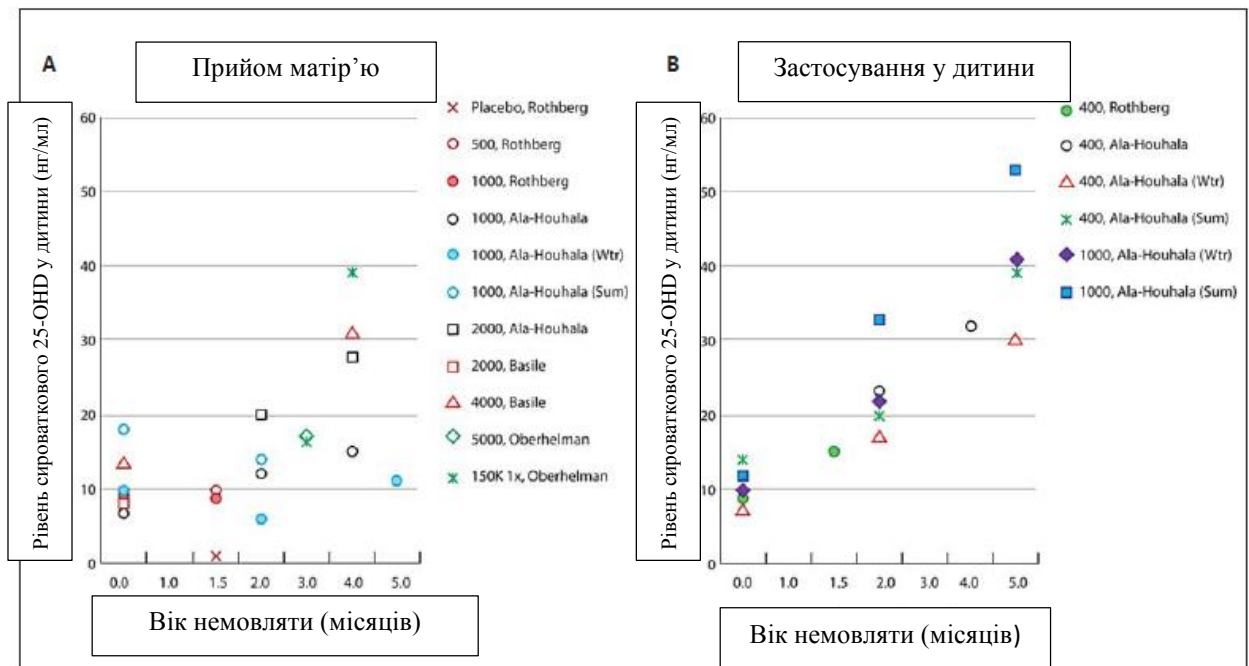 A
Прийом матір’ю
Рівень сироваткового 25-OHD у дитини (нг/мл)
60
50
40
30
20
10
0
0.0 1.0 1.5 2.0 3.0 4.0 5.0
Вік немовляти (місяців)
Placebo, Rothberg
500, Rothberg
1000, Rothberg
1000, Ala-Houhala
1000, Ala-Houhala (Wtr)
1000, Ala-Houhala (Sum)
2000, Ala-Houhala
2000, Basile
4000, Basile
5000, Oberhelman
150K 1x, Oberhelman
B
Застосування у дитини
Рівень сироваткового 25-OHD у дитини (нг/мл)
60
50
40
30
20
10
0
0.0 1.0 1.5 2.0 3.0 4.0 5.0
Вік немовляти (місяців)
400, Rothberg
400, Ala-Houhala
400, Ala-Houhala (Wtr)
400, Ala-Houhala (Sum)
1000, Ala-Houhala (Wtr)
1000, Ala-Houhala (Sum)